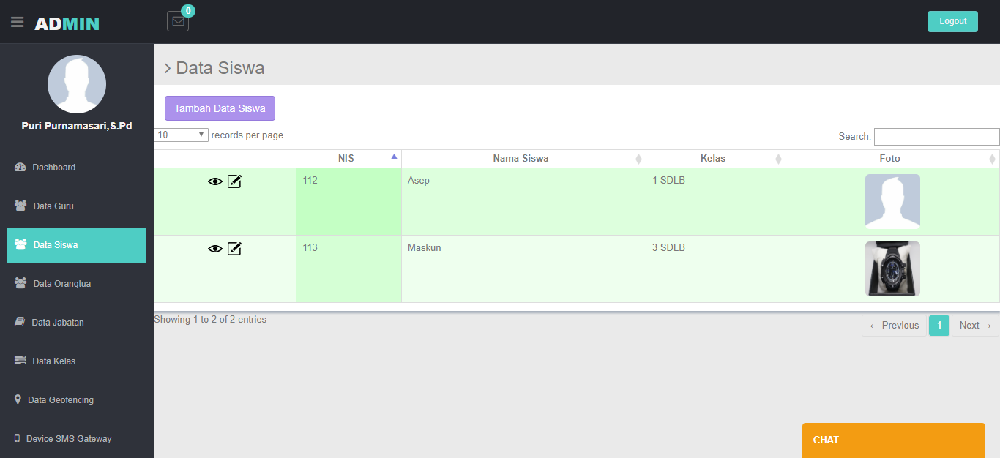 ADMIN
0
Logout
Puri Purnamasari,S.Pd
Dashboard
Data Guru
Data Siswa
Data Orangtua
Data Jabatan
Data Kelas
Data Geofencing
Device SMS Gateway
> Data Siswa
Tambah Data Siswa
10 records per page
Search:
NIS Nama Siswa Kelas Foto
112 Asep 1 SDLB
113 Maskun 3 SDLB
Showing 1 to 2 of 2 entries
← Previous 1 Next →
CHAT